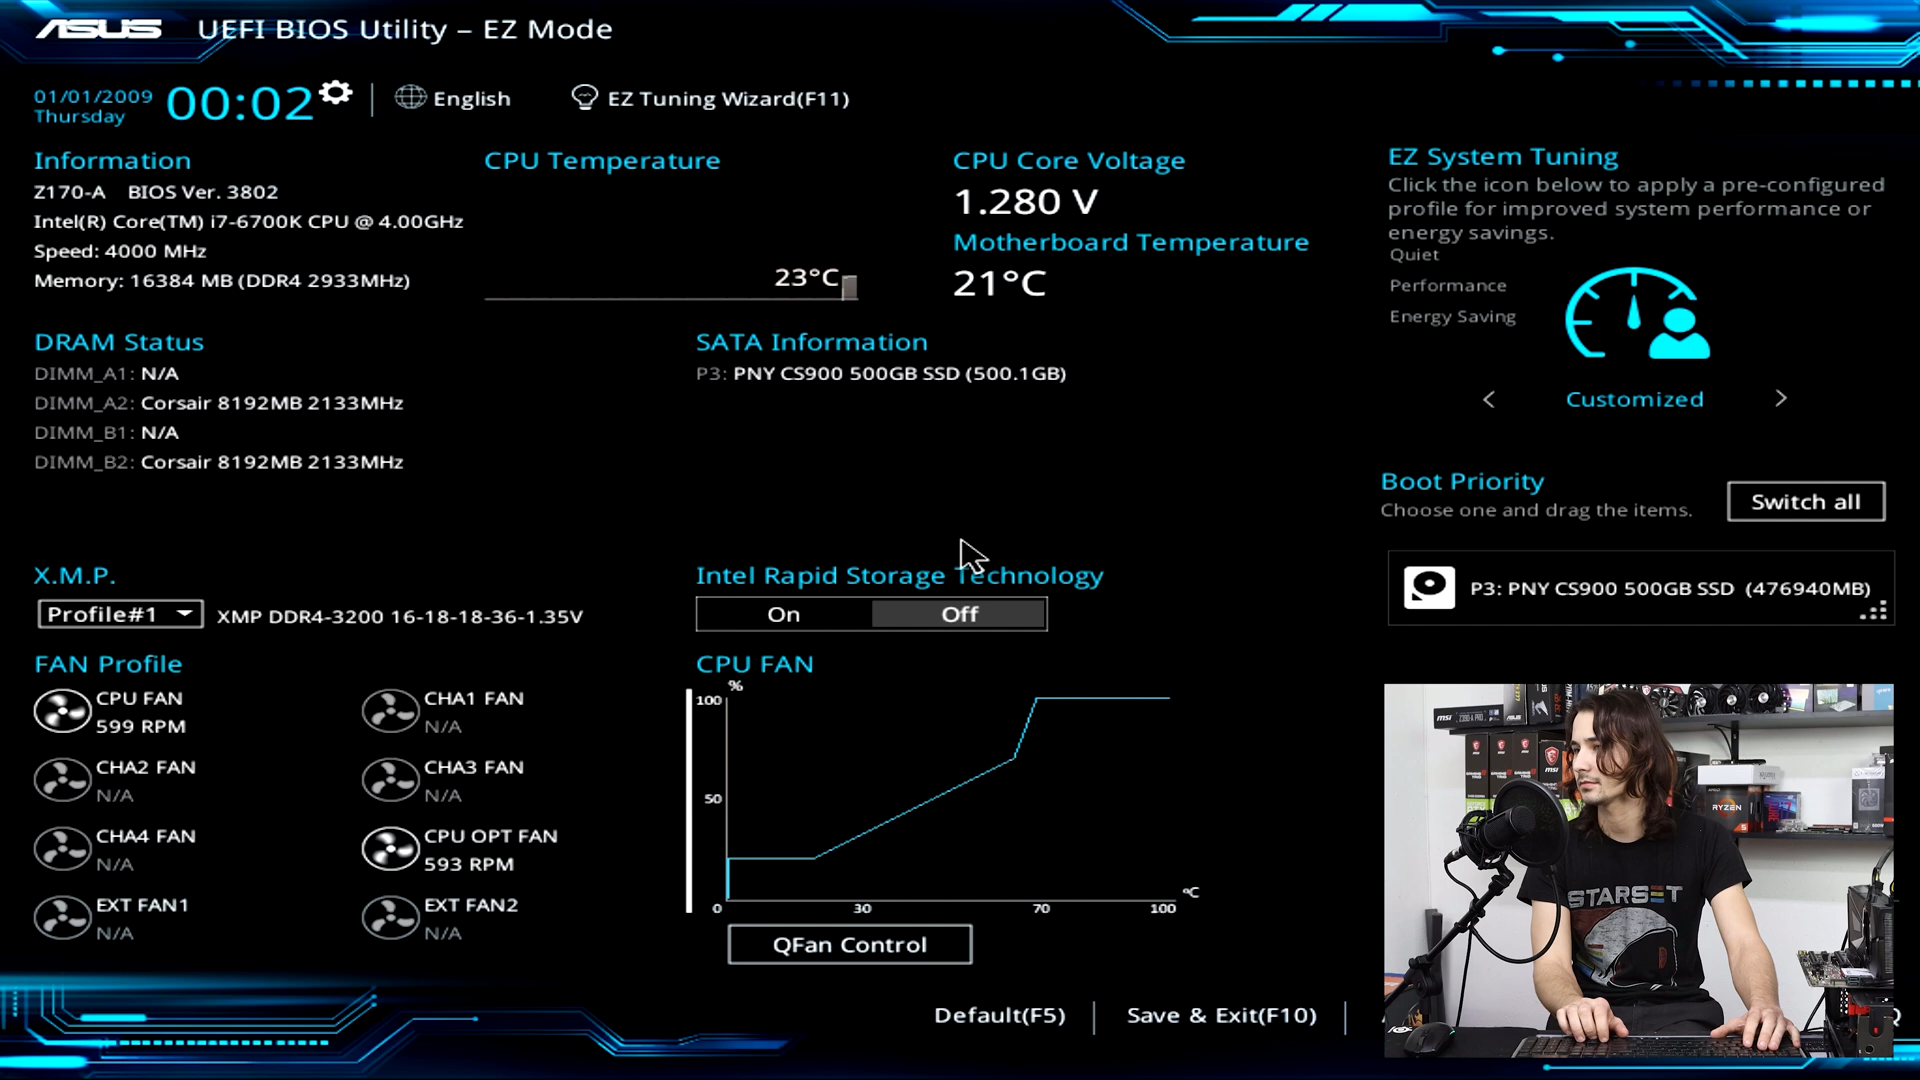 ASUS UEFI BIOS Utility – EZ Mode
01/01/2009
Thursday
00:02
English
EZ Tuning Wizard(F11)
Information
Z170-A BIOS Ver. 3802
Intel(R) Core(TM) i7-6700K CPU @ 4.00GHz
Speed: 4000 MHz
Memory: 16384 MB (DDR4 2933MHz)
CPU Temperature
23°C
CPU Core Voltage
1.280 V
Motherboard Temperature
21°C
EZ System Tuning
Click the icon below to apply a pre-configured
profile for improved system performance or
energy savings.
Quiet
Performance
Energy Saving
Customized
DRAM Status
DIMM_A1: N/A
DIMM_A2: Corsair 8192MB 2133MHz
DIMM_B1: N/A
DIMM_B2: Corsair 8192MB 2133MHz
SATA Information
P3: PNY CS900 500GB SSD (500.1GB)
Boot Priority
Choose one and drag the items.
Switch all
P3: PNY CS900 500GB SSD (476940MB)
X.M.P.
Profile#1 XMP DDR4-3200 16-18-18-36-1.35V
Intel Rapid Storage Technology
On Off
FAN Profile
CPU FAN
599 RPM
CHA1 FAN
N/A
CHA2 FAN
N/A
CHA3 FAN
N/A
CHA4 FAN
N/A
CPU OPT FAN
593 RPM
EXT FAN1
N/A
EXT FAN2
N/A
CPU FAN
%
100
50
0 30 70 100
°C
QFan Control
Default(F5)
Save & Exit(F10)
msi
RYZEN
STARSET